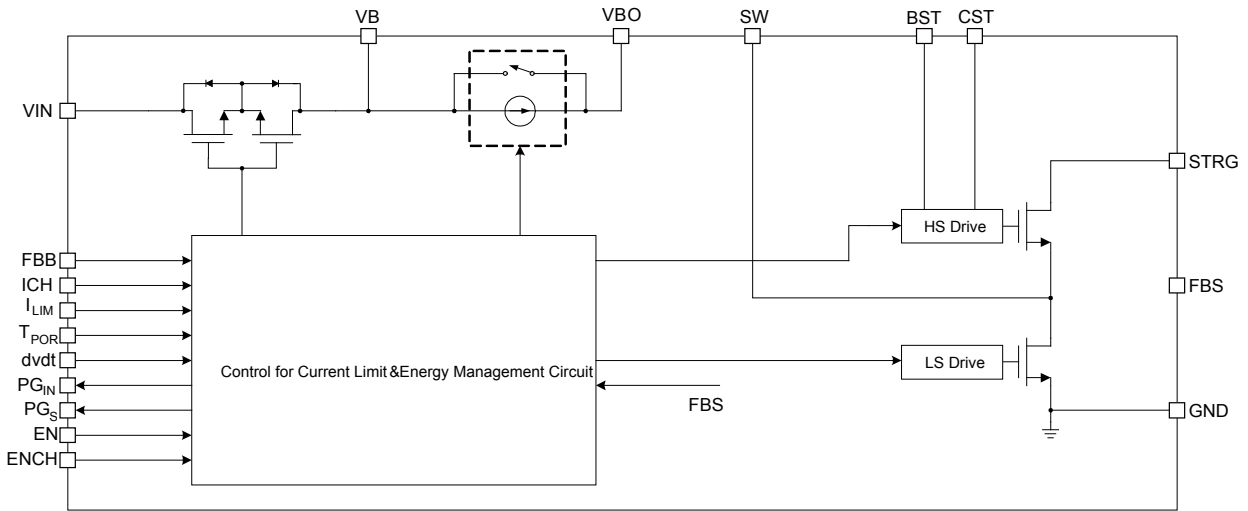 VB
VBO
SW
BST
CST
VIN
STRG
HS Drive
FBB
ICH
FBS
ILIM
TPOR
dvdt
Control for Current Limit &Energy Management Circuit
LS Drive
PGIN
FBS
PGS
GND
EN
ENCH